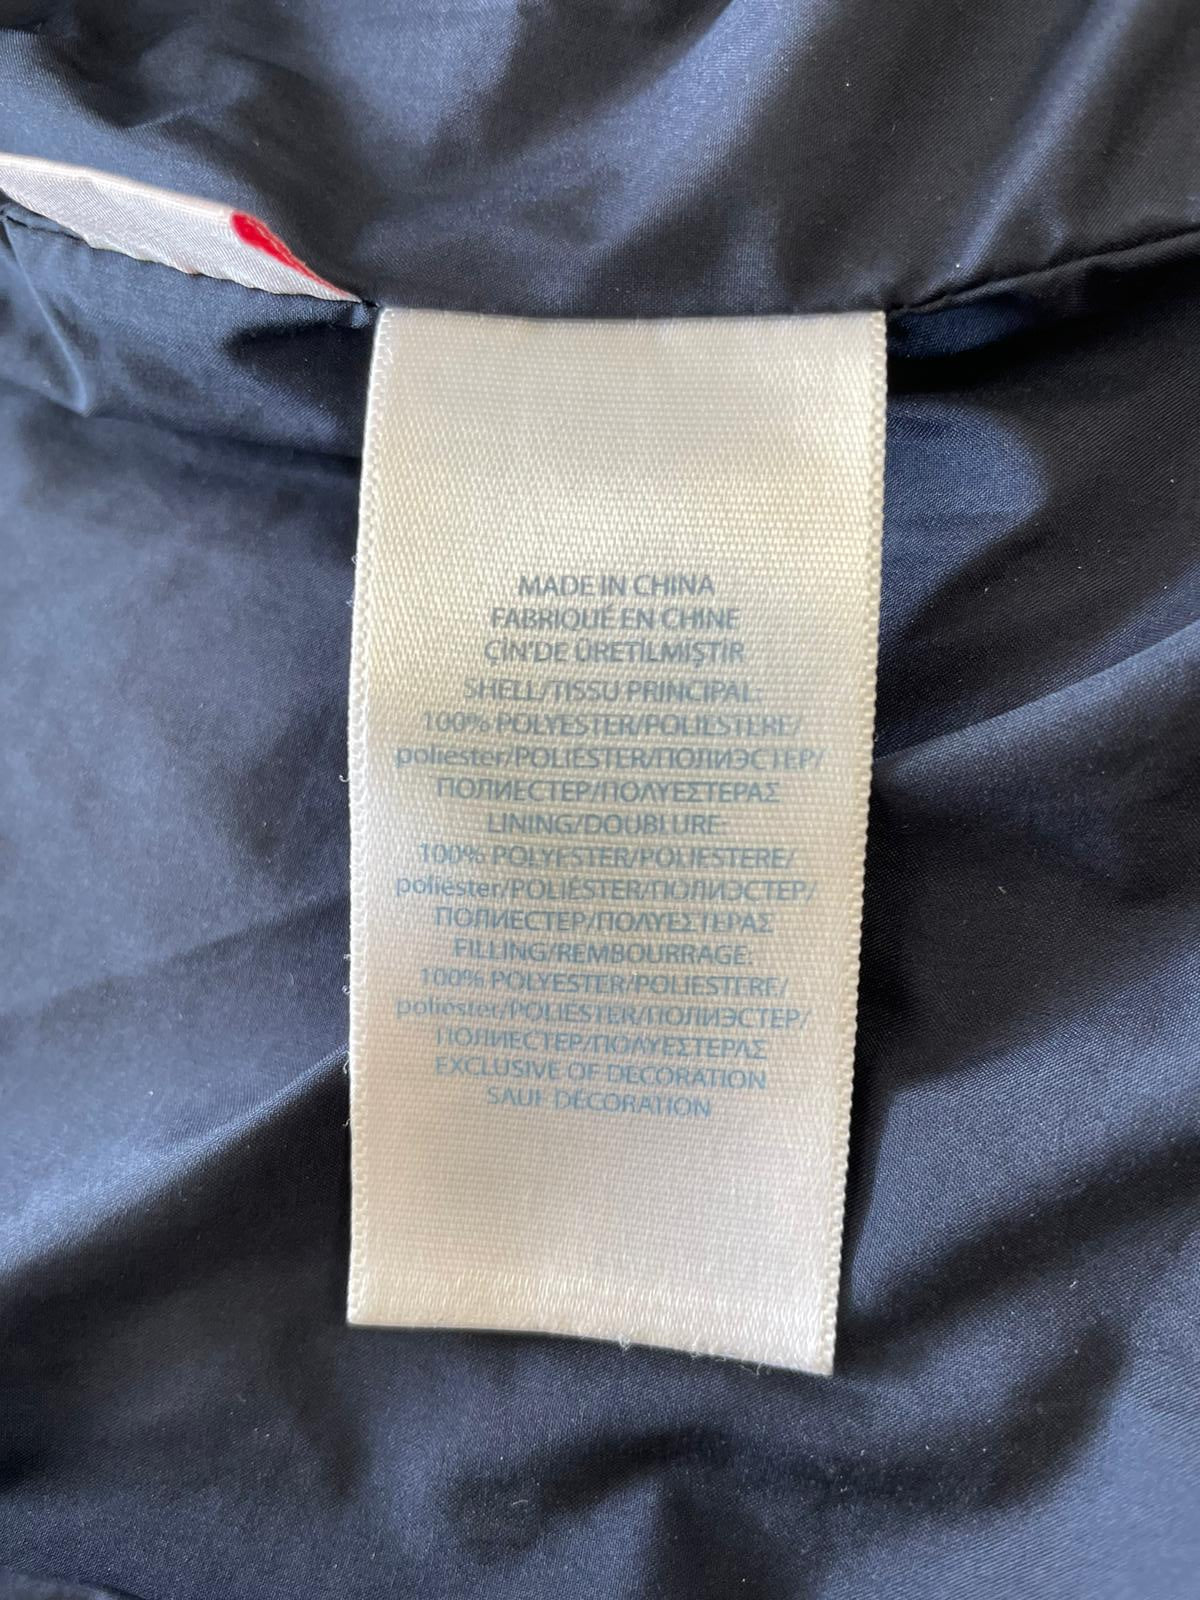 MADE IN CHINA
FABRIQUÉ EN CHINE
ÇİN'DE ÜRETİLMİŞTİR
SHELL/TISSU PRINCIPAL:
100% POLYESTER/POLIESTERE/
poliéster/POLIÉSTER/ПОЛИЭСТЕР/
ПОЛИЕСТЕР/ΠΟΛΥΕΣΤΕΡΑΣ
LINING/DOUBLURE:
100% POLYESTER/POLIESTERE/
poliéster/POLIÉSTER/ПОЛИЭСТЕР/
ПОЛИЕСТЕР/ΠΟΛΥΕΣΤΕΡΑΣ
FILLING/REMBOURRAGE:
100% POLYESTER/POLIESTERE/
poliéster/POLIÉSTER/ПОЛИЭСТЕР/
ПОЛИЕСТЕР/ΠΟΛΥΕΣΤΕΡΑΣ
EXCLUSIVE OF DECORATION
SAUF DÉCORATION